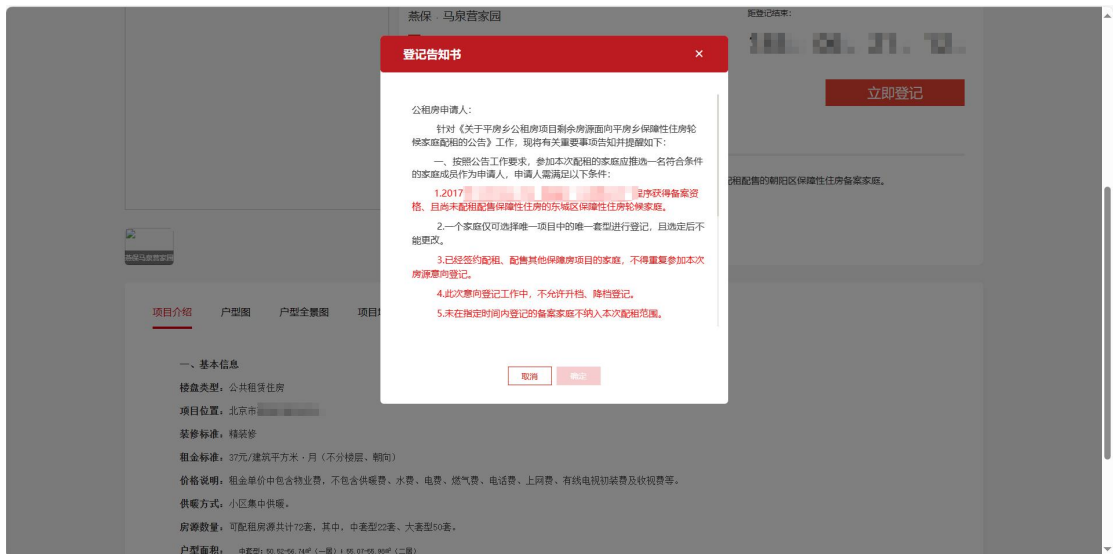 燕保 · 马泉营家园
距登记结束：
立即登记
登记告知书
×
公租房申请人：
针对《关于平房乡公租房项目剩余房源面向平房乡保障性住房轮
候家庭配租的公告》工作，现将有关重要事项告知并提醒如下：
一、按照公告工作要求，参加本次配租的家庭应推选一名符合条件
的家庭成员作为申请人，申请人需满足以下条件：
1.2017
程序获得备案资
格、且尚未配租配售保障性住房的东城区保障性住房轮候家庭。
2.一个家庭仅可选择唯一项目中的唯一套型进行登记，且选定后不
能更改。
3.已经签约配租、配售其他保障房项目的家庭，不得重复参加本次
房源意向登记。
4.此次意向登记工作中，不允许升档、降档登记。
5.未在指定时间内登记的备案家庭不纳入本次配租范围。
取消
确定
配租配售的朝阳区保障性住房备案家庭。
燕保马泉营家园
项目介绍
户型图
户型全景图
项目
一、基本信息
楼盘类型：公共租赁住房
项目位置：北京市
装修标准：精装修
租金标准：37元/建筑平方米·月（不分楼层、朝向）
价格说明：租金单价中包含物业费，不包含供暖费、水费、电费、燃气费、电话费、上网费、有线电视初装费及收视费等。
供暖方式：小区集中供暖。
房源数量：可配租房源共计72套，其中，中套型22套、大套型50套。
户型面积：